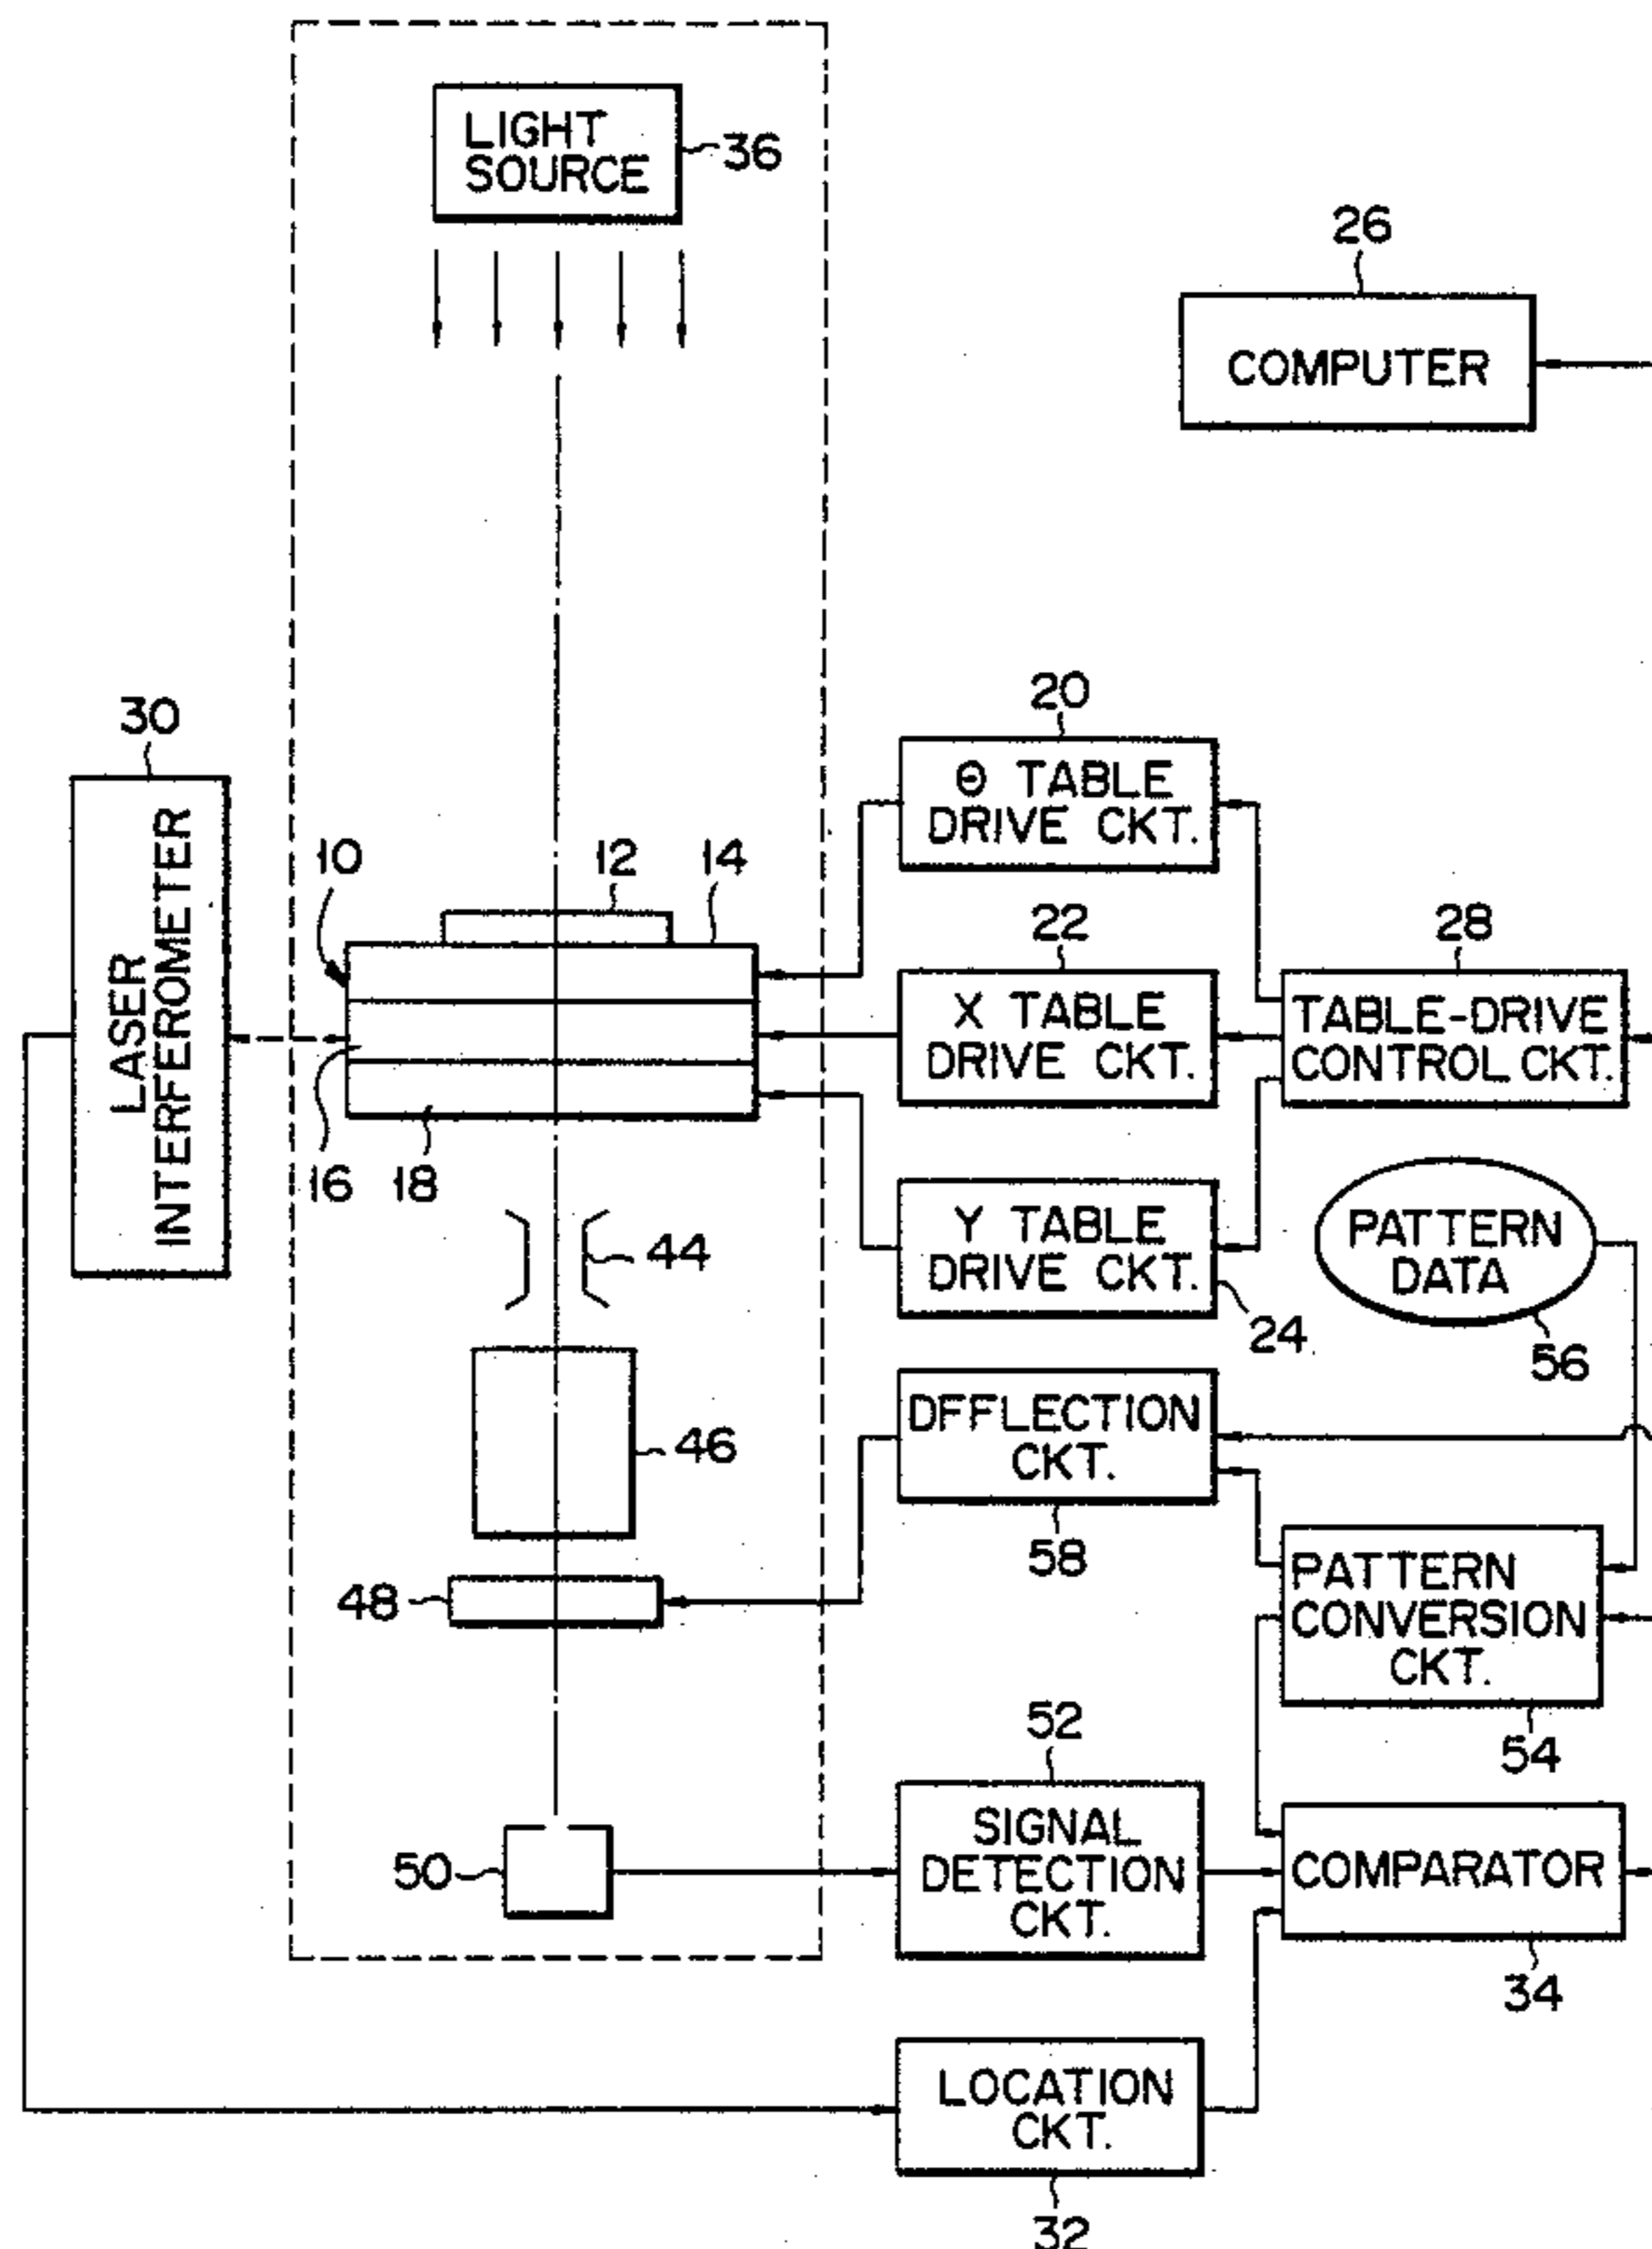 LIGHT
SOURCE
36
26
COMPUTER
30
LASER
INTERFEROMETER
20
Θ TABLE
DRIVE CKT.
10
12
14
22
X TABLE
DRIVE CKT.
28
TABLE-DRIVE
CONTROL CKT.
16
18
44
Y TABLE
DRIVE CKT.
24
PATTERN
DATA
56
46
DFFLECTION
CKT.
58
48
PATTERN
CONVERSION
CKT.
54
52
SIGNAL
DETECTION
CKT.
50
COMPARATOR
34
LOCATION
CKT.
32